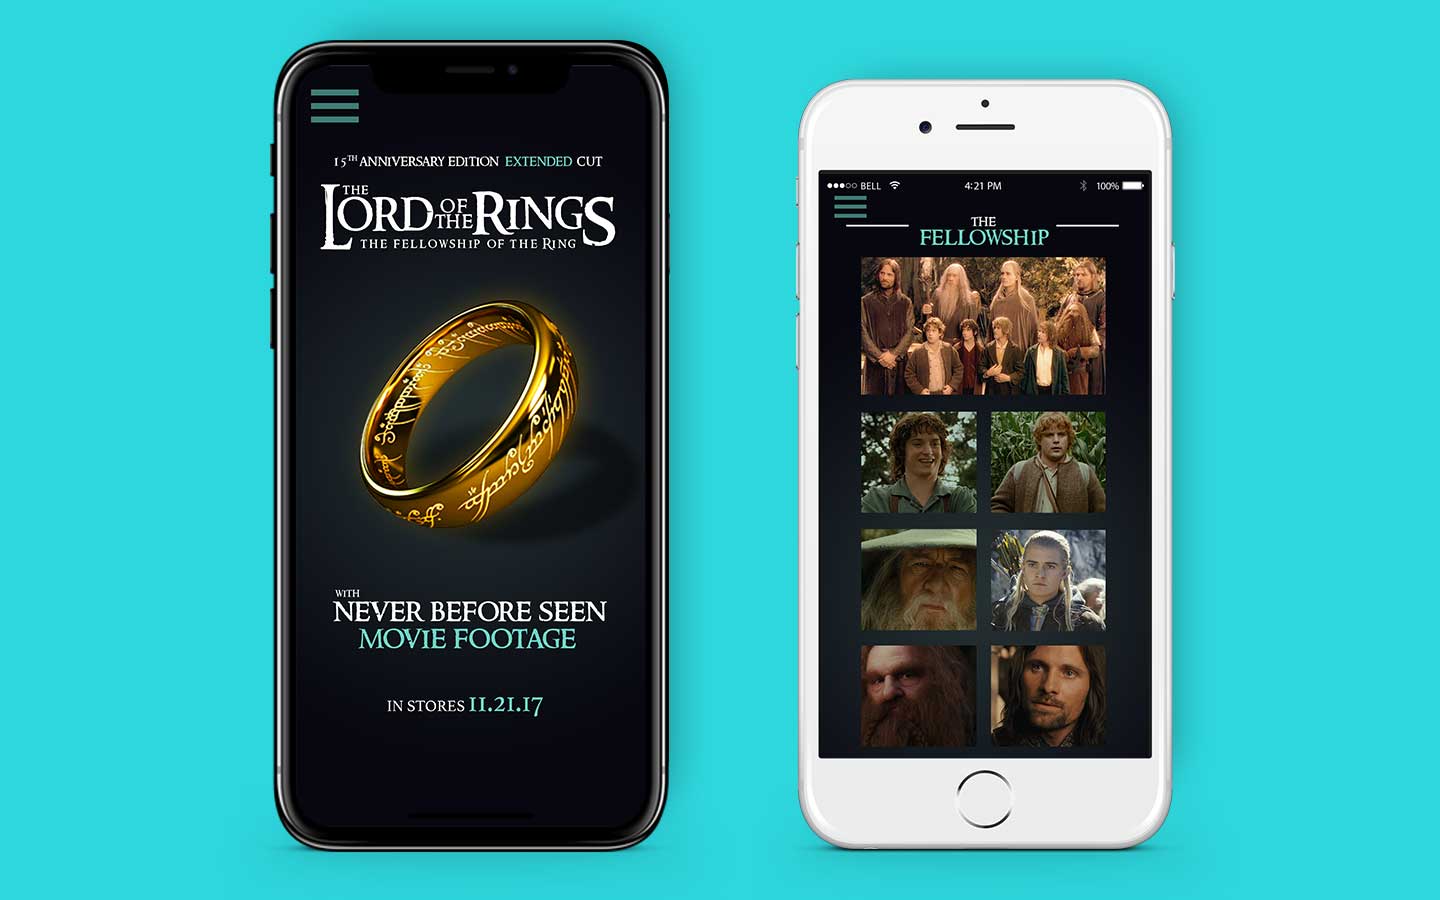 15TH ANNIVERSARY EDITION EXTENDED CUT
THE LORD OF THE RINGS
THE FELLOWSHIP OF THE RING
WITH
NEVER BEFORE SEEN
MOVIE FOOTAGE
IN STORES 11.21.17
BELL 4:21 PM 100%
THE
FELLOWSHIP